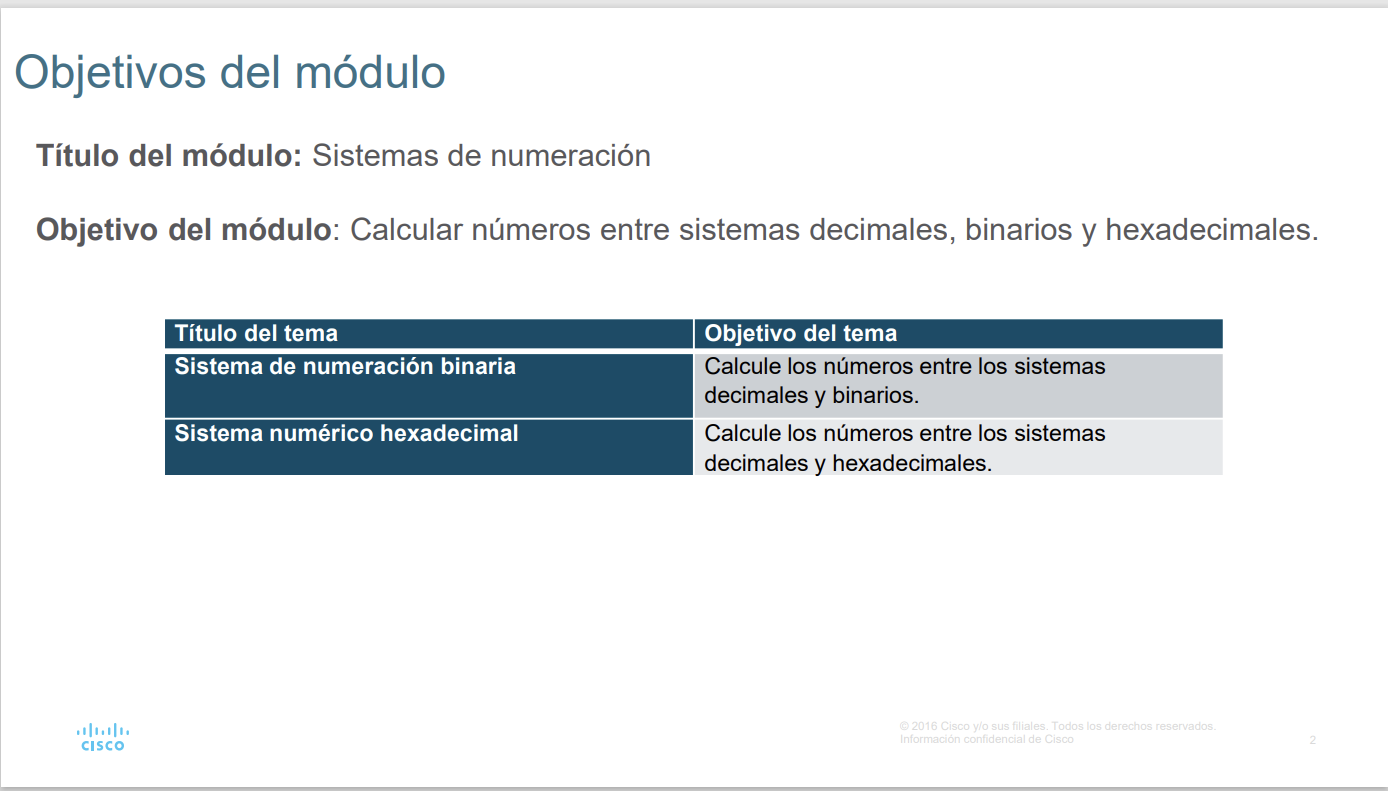 Objetivos del módulo
Título del módulo: Sistemas de numeración
Objetivo del módulo: Calcular números entre sistemas decimales, binarios y hexadecimales.
Título del tema
Objetivo del tema
Sistema de numeración binaria
Calcule los números entre los sistemas
decimales y binarios.
Sistema numérico hexadecimal
Calcule los números entre los sistemas
decimales y hexadecimales.
CISCO
© 2016 Cisco y/o sus filiales. Todos los derechos reservados.
Información confidencial de Cisco
2